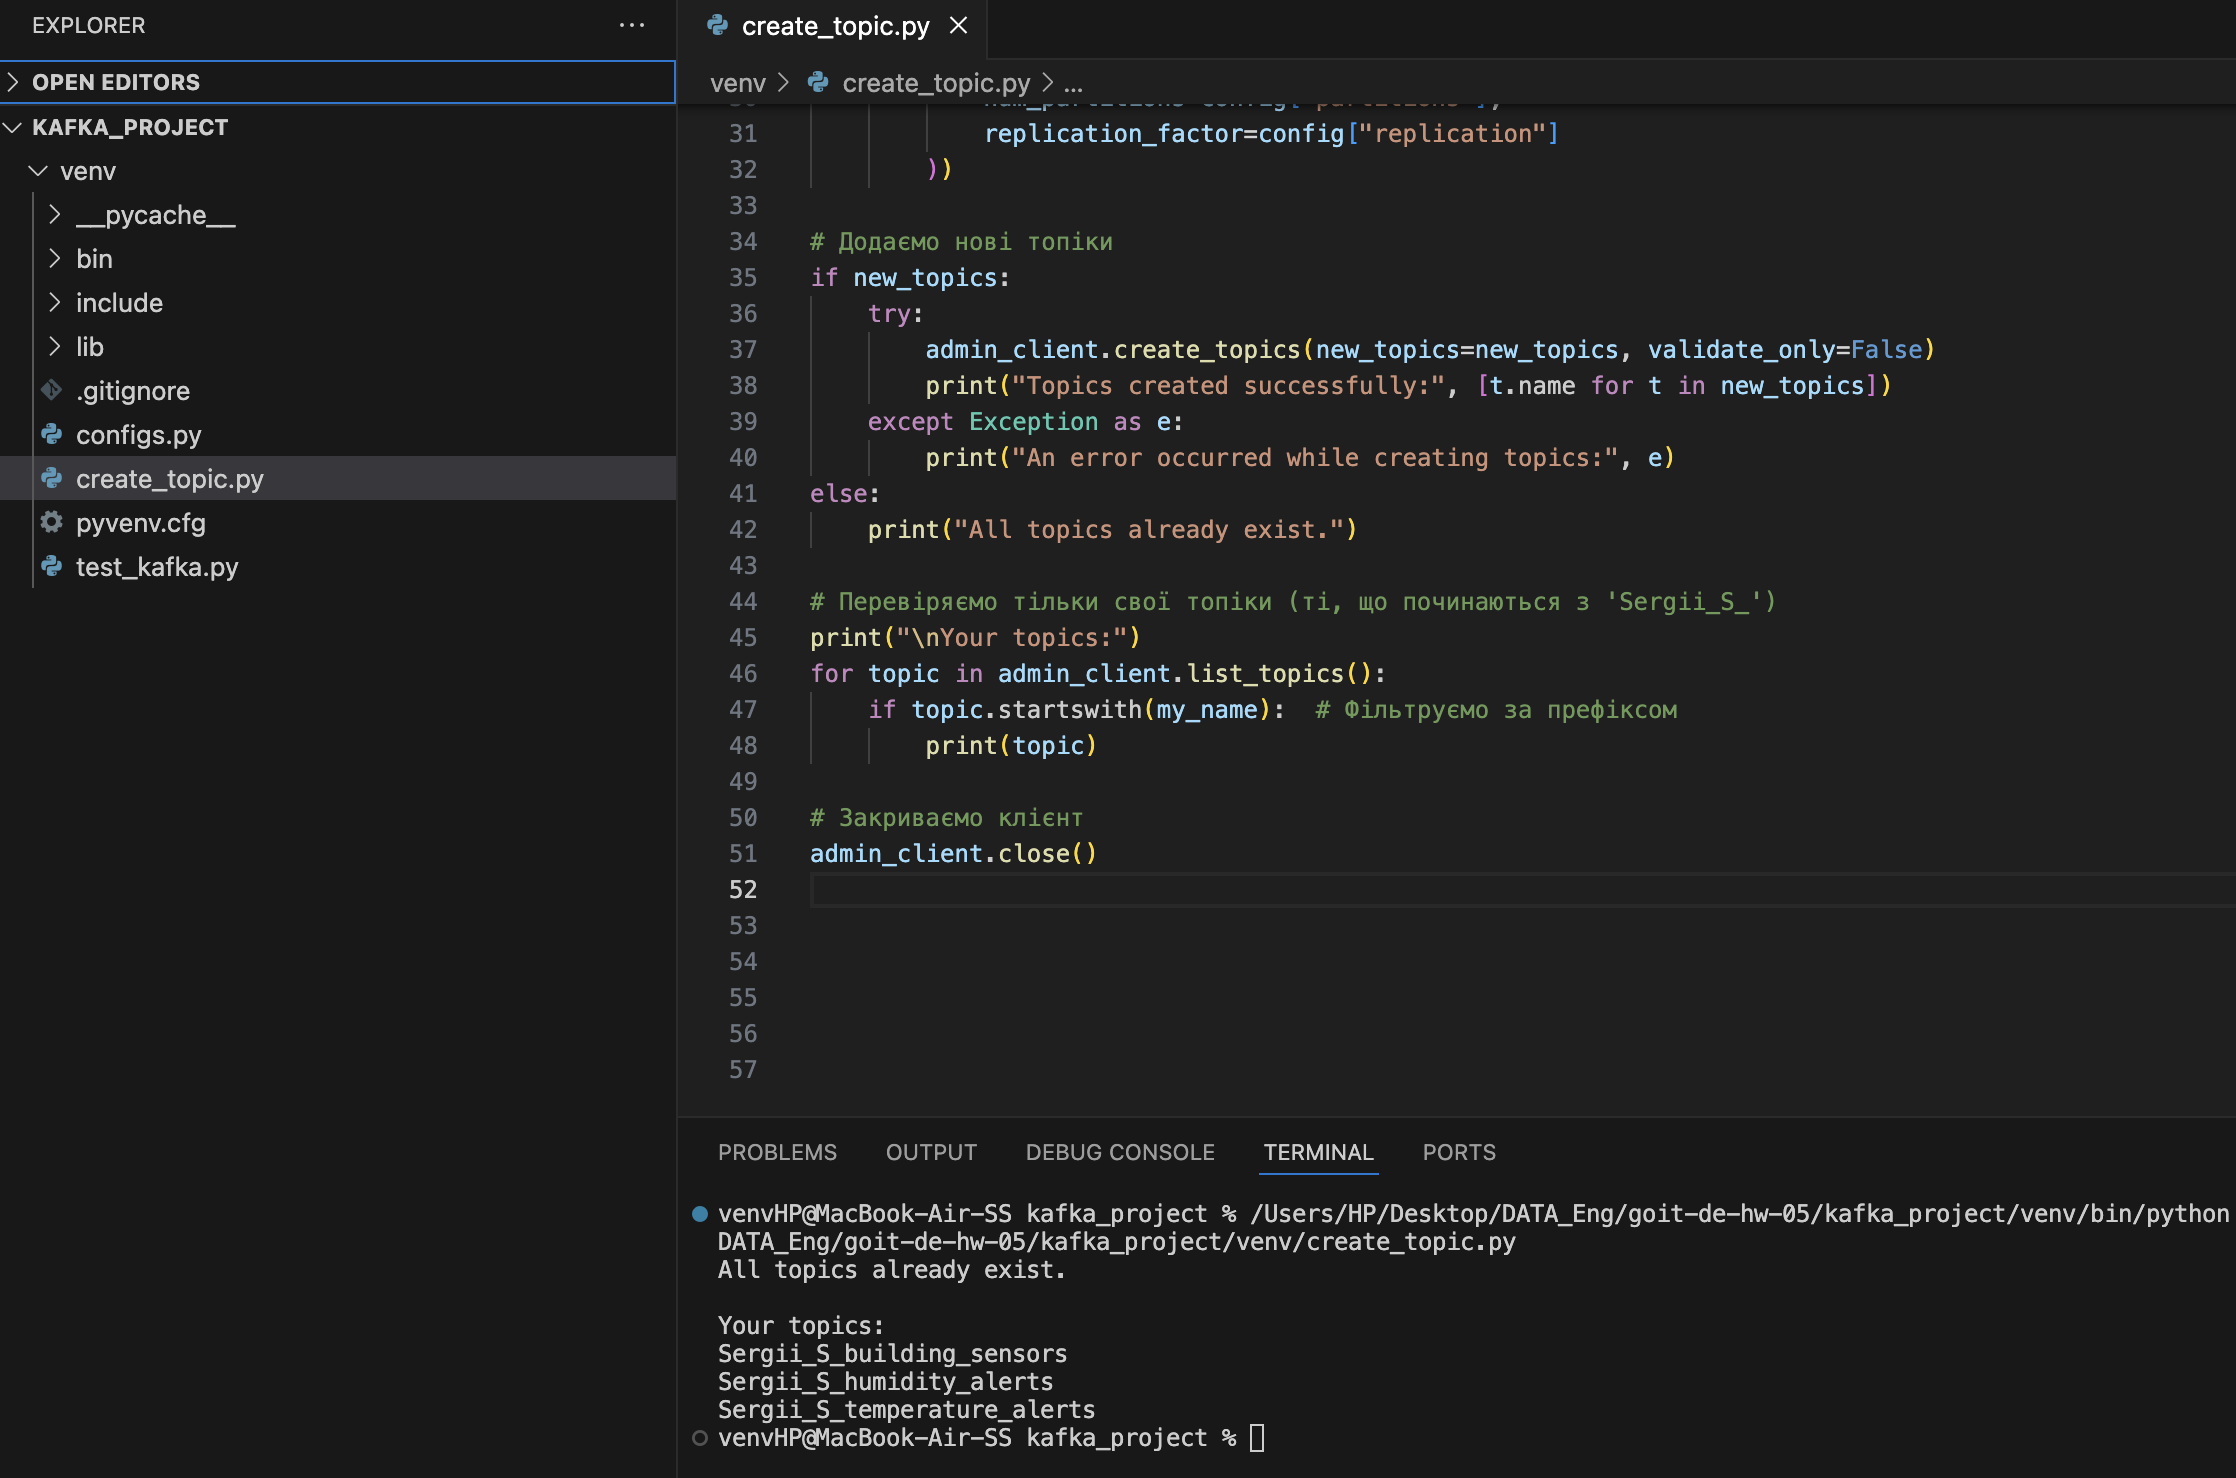 EXPLORER
OPEN EDITORS
KAFKA_PROJECT
venv
__pycache__
bin
include
lib
.gitignore
configs.py
create_topic.py
pyvenv.cfg
test_kafka.py
create_topic.py
venv > create_topic.py > ...
31 replication_factor=config["replication"]
32 ))
33
34 # Додаємо нові топіки
35 if new_topics:
36 try:
37 admin_client.create_topics(new_topics=new_topics, validate_only=False)
38 print("Topics created successfully:", [t.name for t in new_topics])
39 except Exception as e:
40 print("An error occurred while creating topics:", e)
41 else:
42 print("All topics already exist.")
43
44 # Перевіряємо тільки свої топіки (ті, що починаються з 'Sergii_S_')
45 print("\nYour topics:")
46 for topic in admin_client.list_topics():
47 if topic.startswith(my_name):  # Фільтруємо за префіксом
48 print(topic)
49
50 # Закриваємо клієнт
51 admin_client.close()
52
53
54
55
56
57
PROBLEMS OUTPUT DEBUG CONSOLE TERMINAL PORTS
venvHP@MacBook-Air-SS kafka_project % /Users/HP/Desktop/DATA_Eng/goit-de-hw-05/kafka_project/venv/bin/python
DATA_Eng/goit-de-hw-05/kafka_project/venv/create_topic.py
All topics already exist.
Your topics:
Sergii_S_building_sensors
Sergii_S_humidity_alerts
Sergii_S_temperature_alerts
venvHP@MacBook-Air-SS kafka_project %